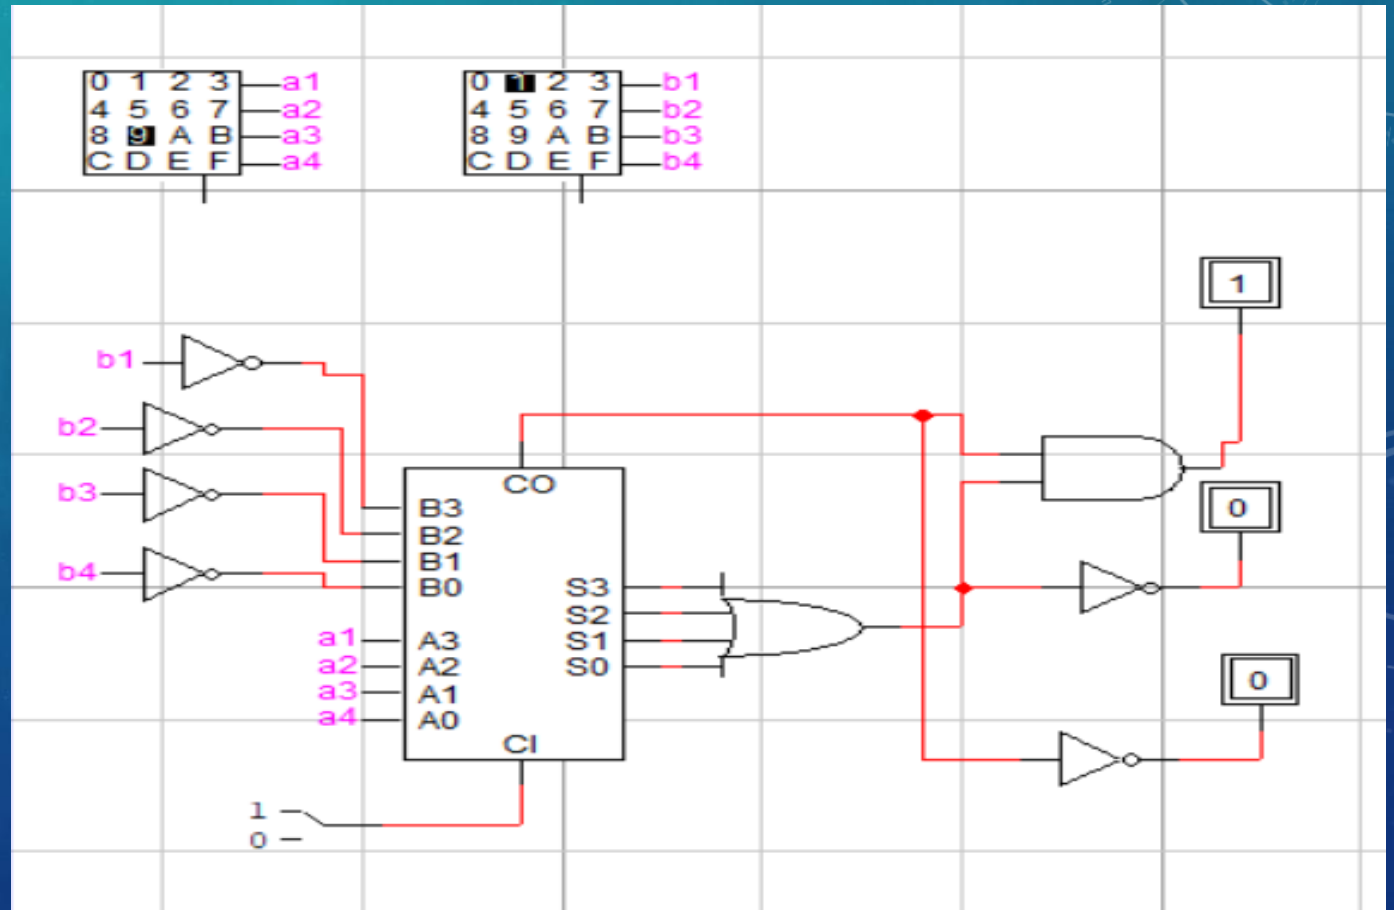 0 1 2 3 a1
4 5 6 7 a2
8 9 A B a3
C D E F a4
0 1 2 3 b1
4 5 6 7 b2
8 9 A B b3
C D E F b4
1
b1
b2
b3
b4
CO
B3
B2
B1
B0
S3
S2
S1
S0
a1 A3
a2 A2
a3 A1
a4 A0
CI
0
0
1
0